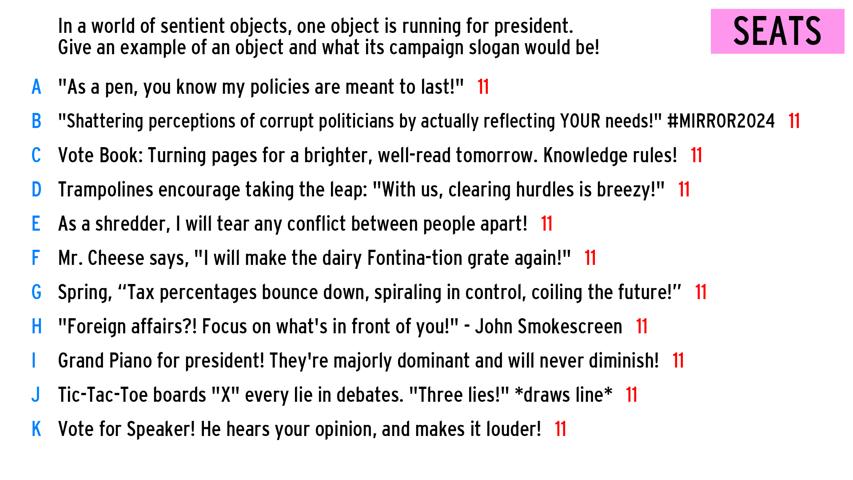 In a world of sentient objects, one object is running for president.
Give an example of an object and what its campaign slogan would be!
SEATS
A "As a pen, you know my policies are meant to last!" 11
B "Shattering perceptions of corrupt politicians by actually reflecting YOUR needs!" #MIRROR2024 11
C Vote Book: Turning pages for a brighter, well-read tomorrow. Knowledge rules! 11
D Trampolines encourage taking the leap: "With us, clearing hurdles is breezy!" 11
E As a shredder, I will tear any conflict between people apart! 11
F Mr. Cheese says, "I will make the dairy Fontina-tion grate again!" 11
G Spring, “Tax percentages bounce down, spiraling in control, coiling the future!” 11
H "Foreign affairs?! Focus on what's in front of you!" - John Smokescreen 11
I Grand Piano for president! They're majorly dominant and will never diminish! 11
J Tic-Tac-Toe boards "X" every lie in debates. "Three lies!" *draws line* 11
K Vote for Speaker! He hears your opinion, and makes it louder! 11